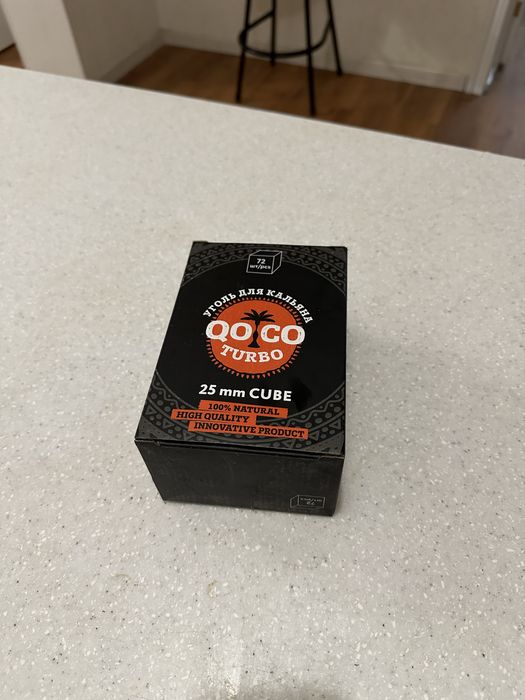 72
шт/pcs
УГОЛЬ ДЛЯ КАЛЬЯНА
QOCO
TURBO
25 mm CUBE
100% NATURAL
HIGH QUALITY
INNOVATIVE PRODUCT